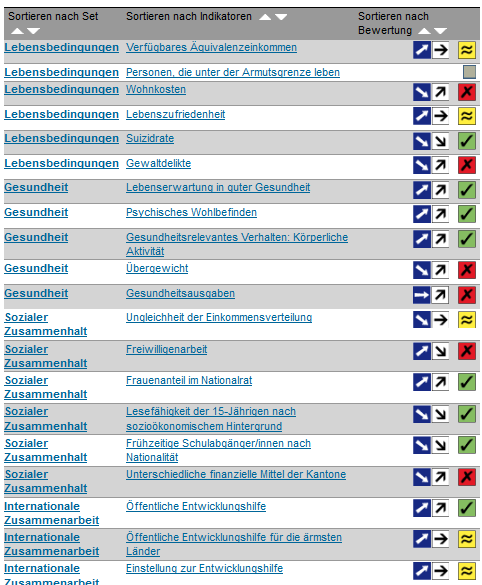 Sortieren nach Set
Sortieren nach Indikatoren
Sortieren nach
Bewertung
Lebensbedingungen Verfügbares Äquivalenzeinkommen
Lebensbedingungen Personen, die unter der Armutsgrenze leben
Lebensbedingungen Wohnkosten
Lebensbedingungen Lebenszufriedenheit
Lebensbedingungen Suizidrate
Lebensbedingungen Gewaltdelikte
Gesundheit Lebenserwartung in guter Gesundheit
Gesundheit Psychisches Wohlbefinden
Gesundheit Gesundheitsrelevantes Verhalten: Körperliche
Aktivität
Gesundheit Übergewicht
Gesundheit Gesundheitsausgaben
Sozialer Ungleichheit der Einkommensverteilung
Zusammenhalt
Sozialer Freiwilligenarbeit
Zusammenhalt
Sozialer Frauenanteil im Nationalrat
Zusammenhalt
Sozialer Lesefähigkeit der 15-Jährigen nach
Zusammenhalt sozioökonomischem Hintergrund
Sozialer Frühzeitige Schulabgänger/innen nach
Zusammenhalt Nationalität
Sozialer Unterschiedliche finanzielle Mittel der Kantone
Zusammenhalt
Internationale Öffentliche Entwicklungshilfe
Zusammenarbeit
Internationale Öffentliche Entwicklungshilfe für die ärmsten
Zusammenarbeit Länder
Internationale Einstellung zur Entwicklungshilfe
Zusammenarbeit